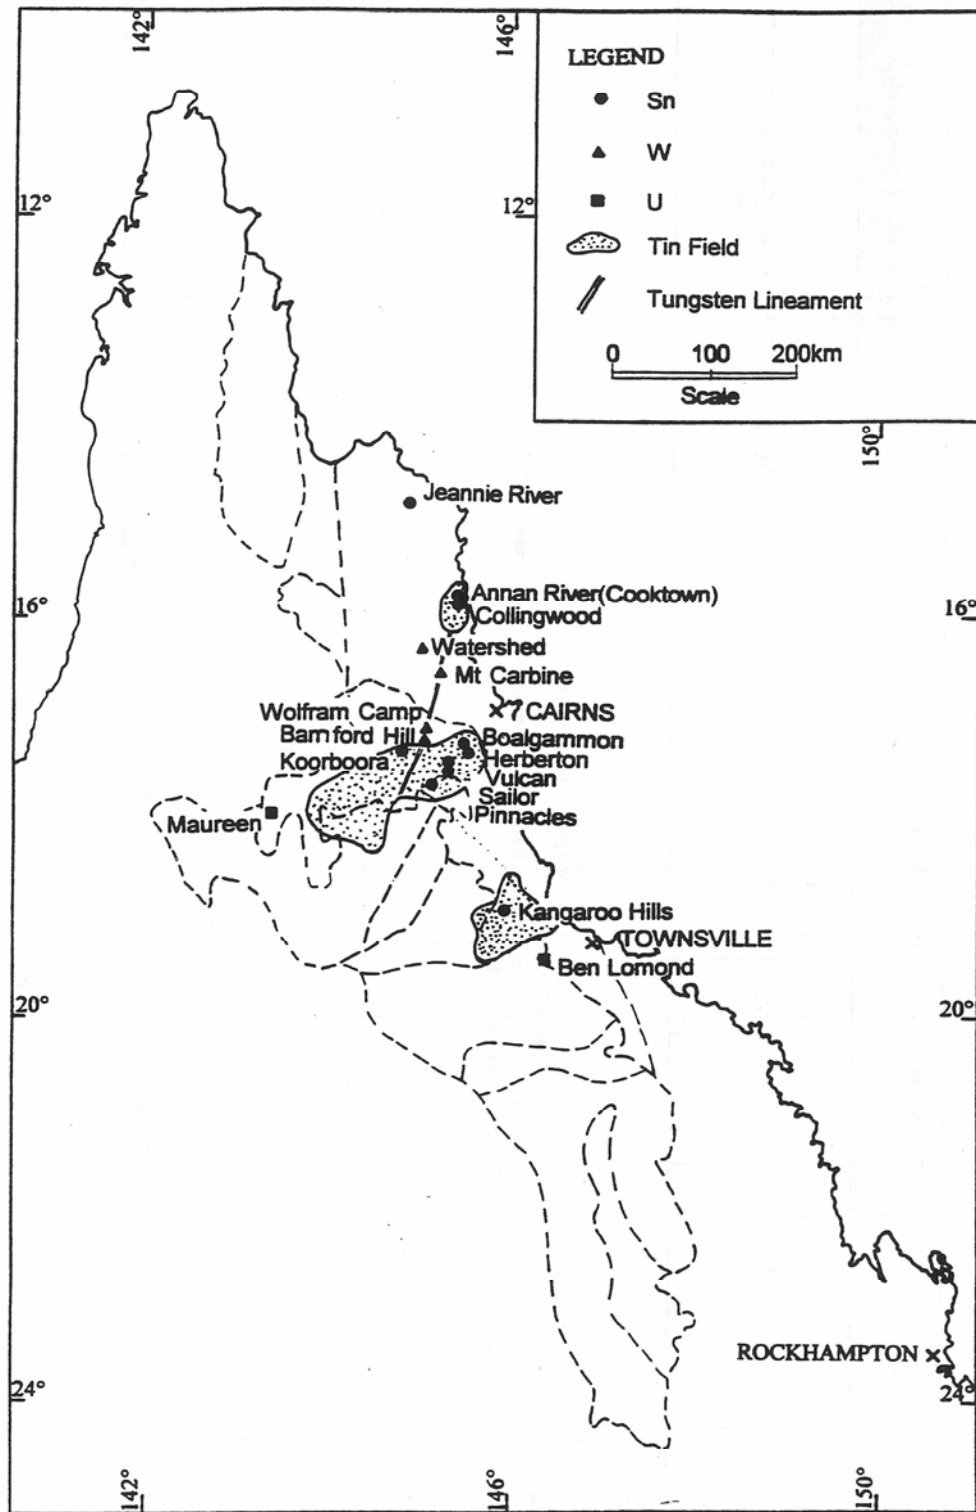 142°
146°
LEGEND
Sn
W
U
Tin Field
Tungsten Lineament
0 100 200km
Scale
12°
12°
150°
Jeannie River
Annan River(Cooktown)
16°
16°
Collingwood
Watershed
Mt Carbine
Wolfram Camp
CAIRNS
Bamford Hill
Boalgammon
Koorboora
Herberton
Vulcan
Sailor
Maureen
Pinnacles
Kangaroo Hills
TOWNSVILLE
Ben Lomond
20°
20°
ROCKHAMPTON
24°
24°
142°
146°
150°